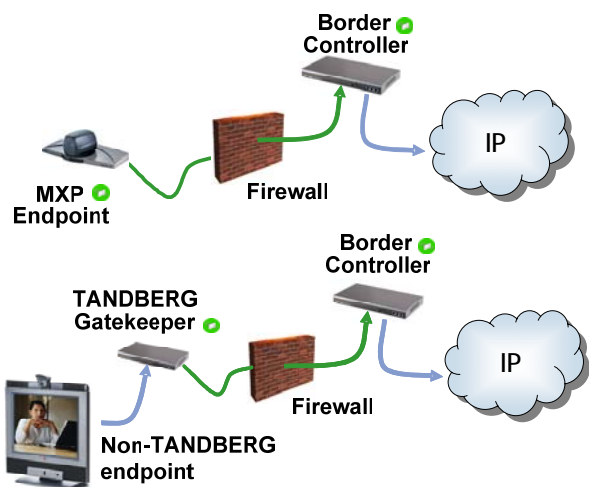 Border
Controller
IP
MXP
Endpoint
Firewall
Border
Controller
TANDBERG
Gatekeeper
IP
Firewall
Non-TANDBERG
endpoint